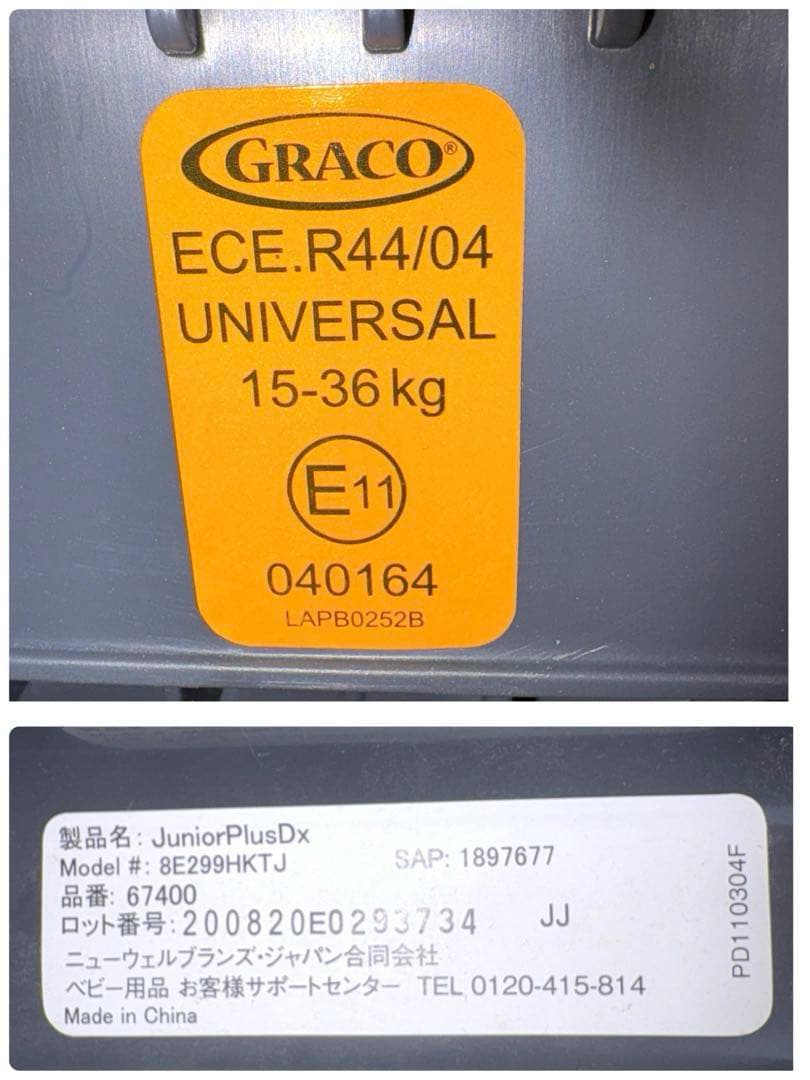 GRACO®
ECE.R44/04
UNIVERSAL
15-36 kg
E11
040164
LAPB0252B
製品名: JuniorPlusDx
Model #: 8E299HKTJ SAP: 1897677
品番: 67400
ロット番号: 200820E0293734 JJ
ニューウェルブランズ・ジャパン合同会社
ベビー用品 お客様サポートセンター TEL 0120-415-814
Made in China
PD110304F